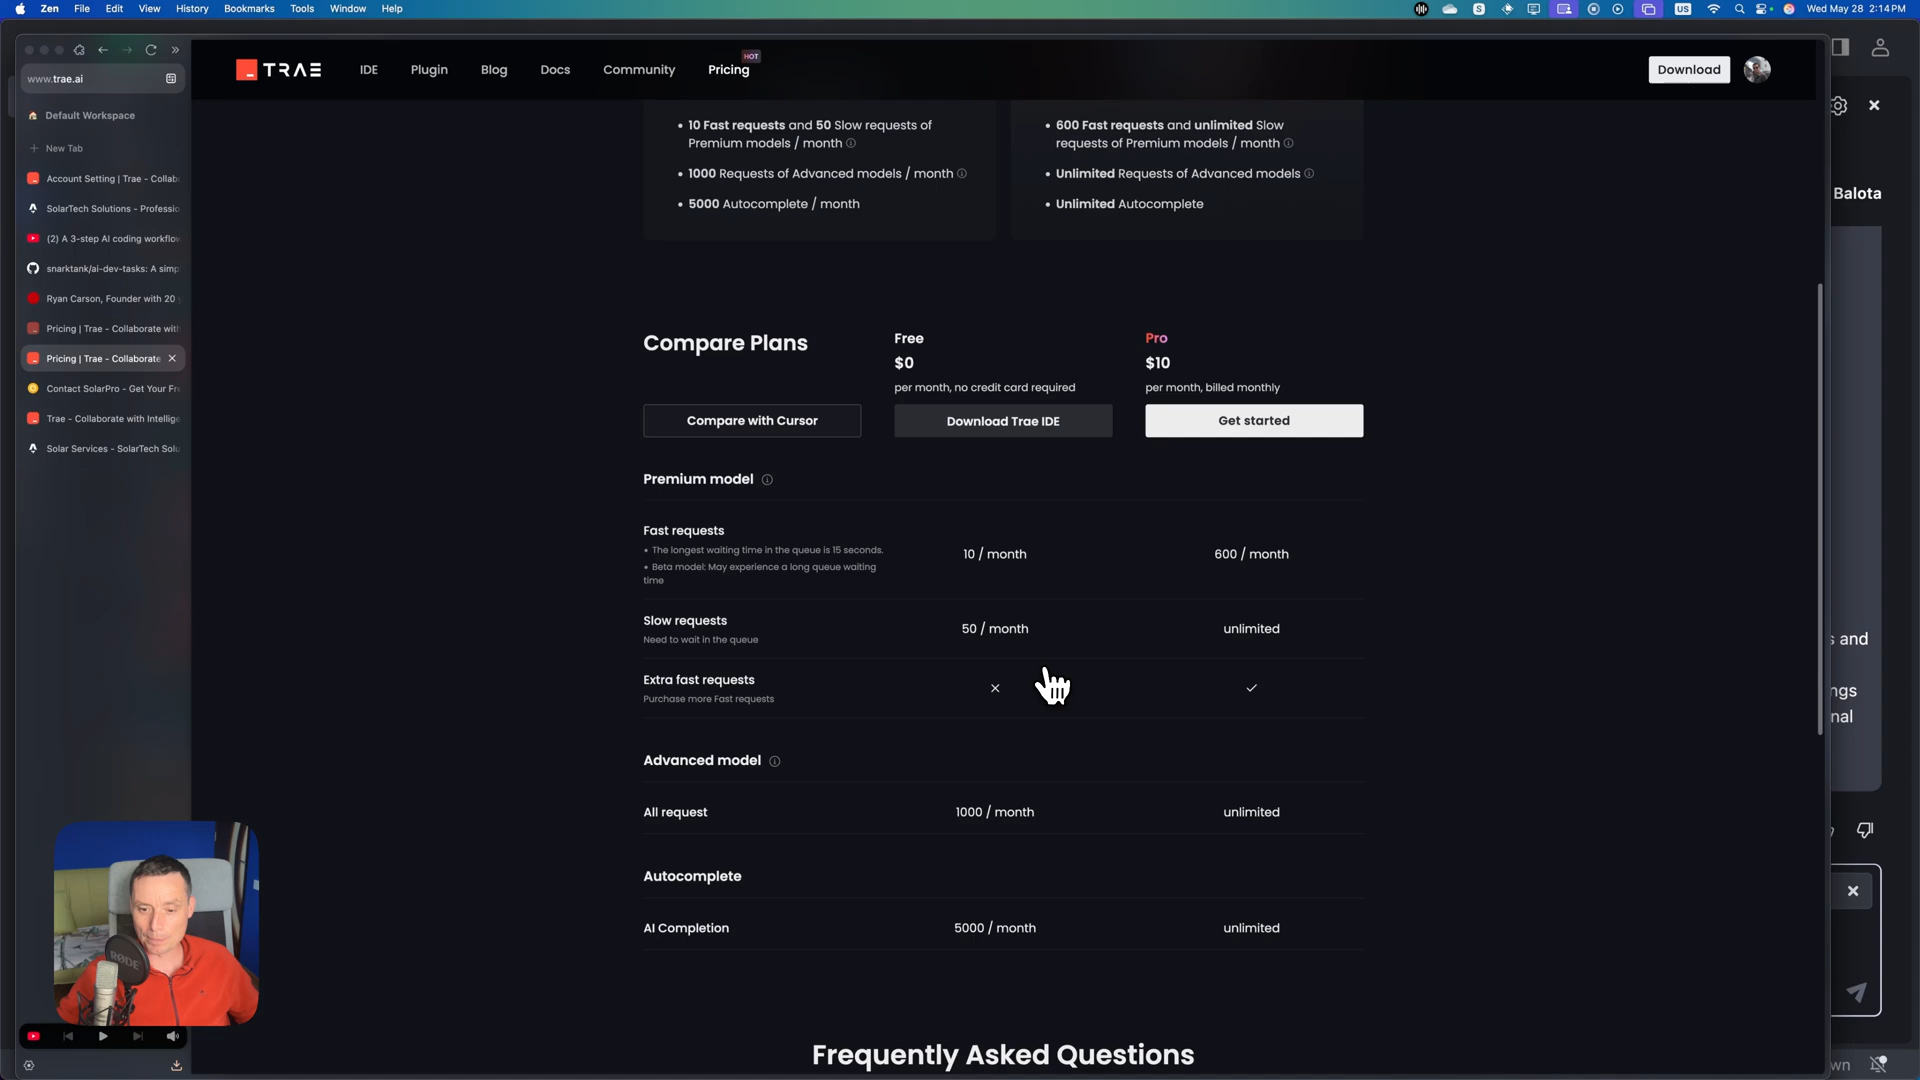 Zen File Edit View History Bookmarks Tools Window Help
US
Wed May 28 2:14 PM
www.trae.ai
Default Workspace
New Tab
Account Setting | Trae - Collabo
SolarTech Solutions - Professio
(2) A 3-step AI coding workflow
snarktank/ai-dev-tasks: A simp
Ryan Carson, Founder with 20
Pricing | Trae - Collaborate with
Pricing | Trae - Collaborate
Contact SolarPro - Get Your Fr
Trae - Collaborate with Intellige
Solar Services - SolarTech Solu
TRAE
IDE Plugin Blog Docs Community Pricing
HOT
Download
10 Fast requests and 50 Slow requests of
Premium models / month
1000 Requests of Advanced models / month
5000 Autocomplete / month
600 Fast requests and unlimited Slow
requests of Premium models / month
Unlimited Requests of Advanced models
Unlimited Autocomplete
Compare Plans
Free
$0
per month, no credit card required
Pro
$10
per month, billed monthly
Compare with Cursor
Download Trae IDE
Get started
Premium model
Fast requests
• The longest waiting time in the queue is 15 seconds.
• Beta model: May experience a long queue waiting
time
10 / month
600 / month
Slow requests
Need to wait in the queue
50 / month
unlimited
Extra fast requests
Purchase more Fast requests
Advanced model
All request
1000 / month
unlimited
Autocomplete
AI Completion
5000 / month
unlimited
Frequently Asked Questions
Balota
s and
ngs
nal
wn
RØDE